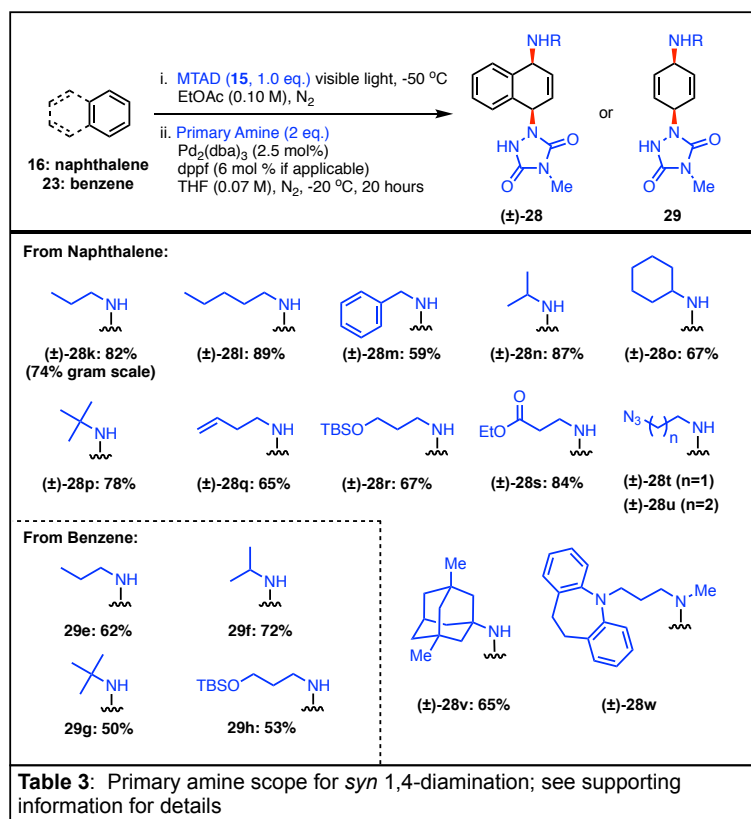 i. MTAD (15, 1.0 eq.) visible light, -50 °C
EtOAc (0.10 M), N2
ii. Primary Amine (2 eq.)
Pd2(dba)3 (2.5 mol%)
dppf (6 mol % if applicable)
THF (0.07 M), N2, -20 °C, 20 hours
16: naphthalene
23: benzene
NHR
N
HN
O
O
N
Me
(±)-28
or
NHR
N
HN
O
O
N
Me
29
From Naphthalene:
NH
(±)-28k: 82%
(74% gram scale)
NH
(±)-28l: 89%
NH
(±)-28m: 59%
NH
(±)-28n: 87%
NH
(±)-28o: 67%
NH
(±)-28p: 78%
NH
(±)-28q: 65%
TBSO
NH
(±)-28r: 67%
O
EtO
NH
(±)-28s: 84%
N3
n
NH
(±)-28t (n=1)
(±)-28u (n=2)
From Benzene:
NH
29e: 62%
NH
29f: 72%
NH
29g: 50%
TBSO
NH
29h: 53%
Me
Me
NH
(±)-28v: 65%
N
N
Me
(±)-28w
Table 3: Primary amine scope for syn 1,4-diamination; see supporting
information for details